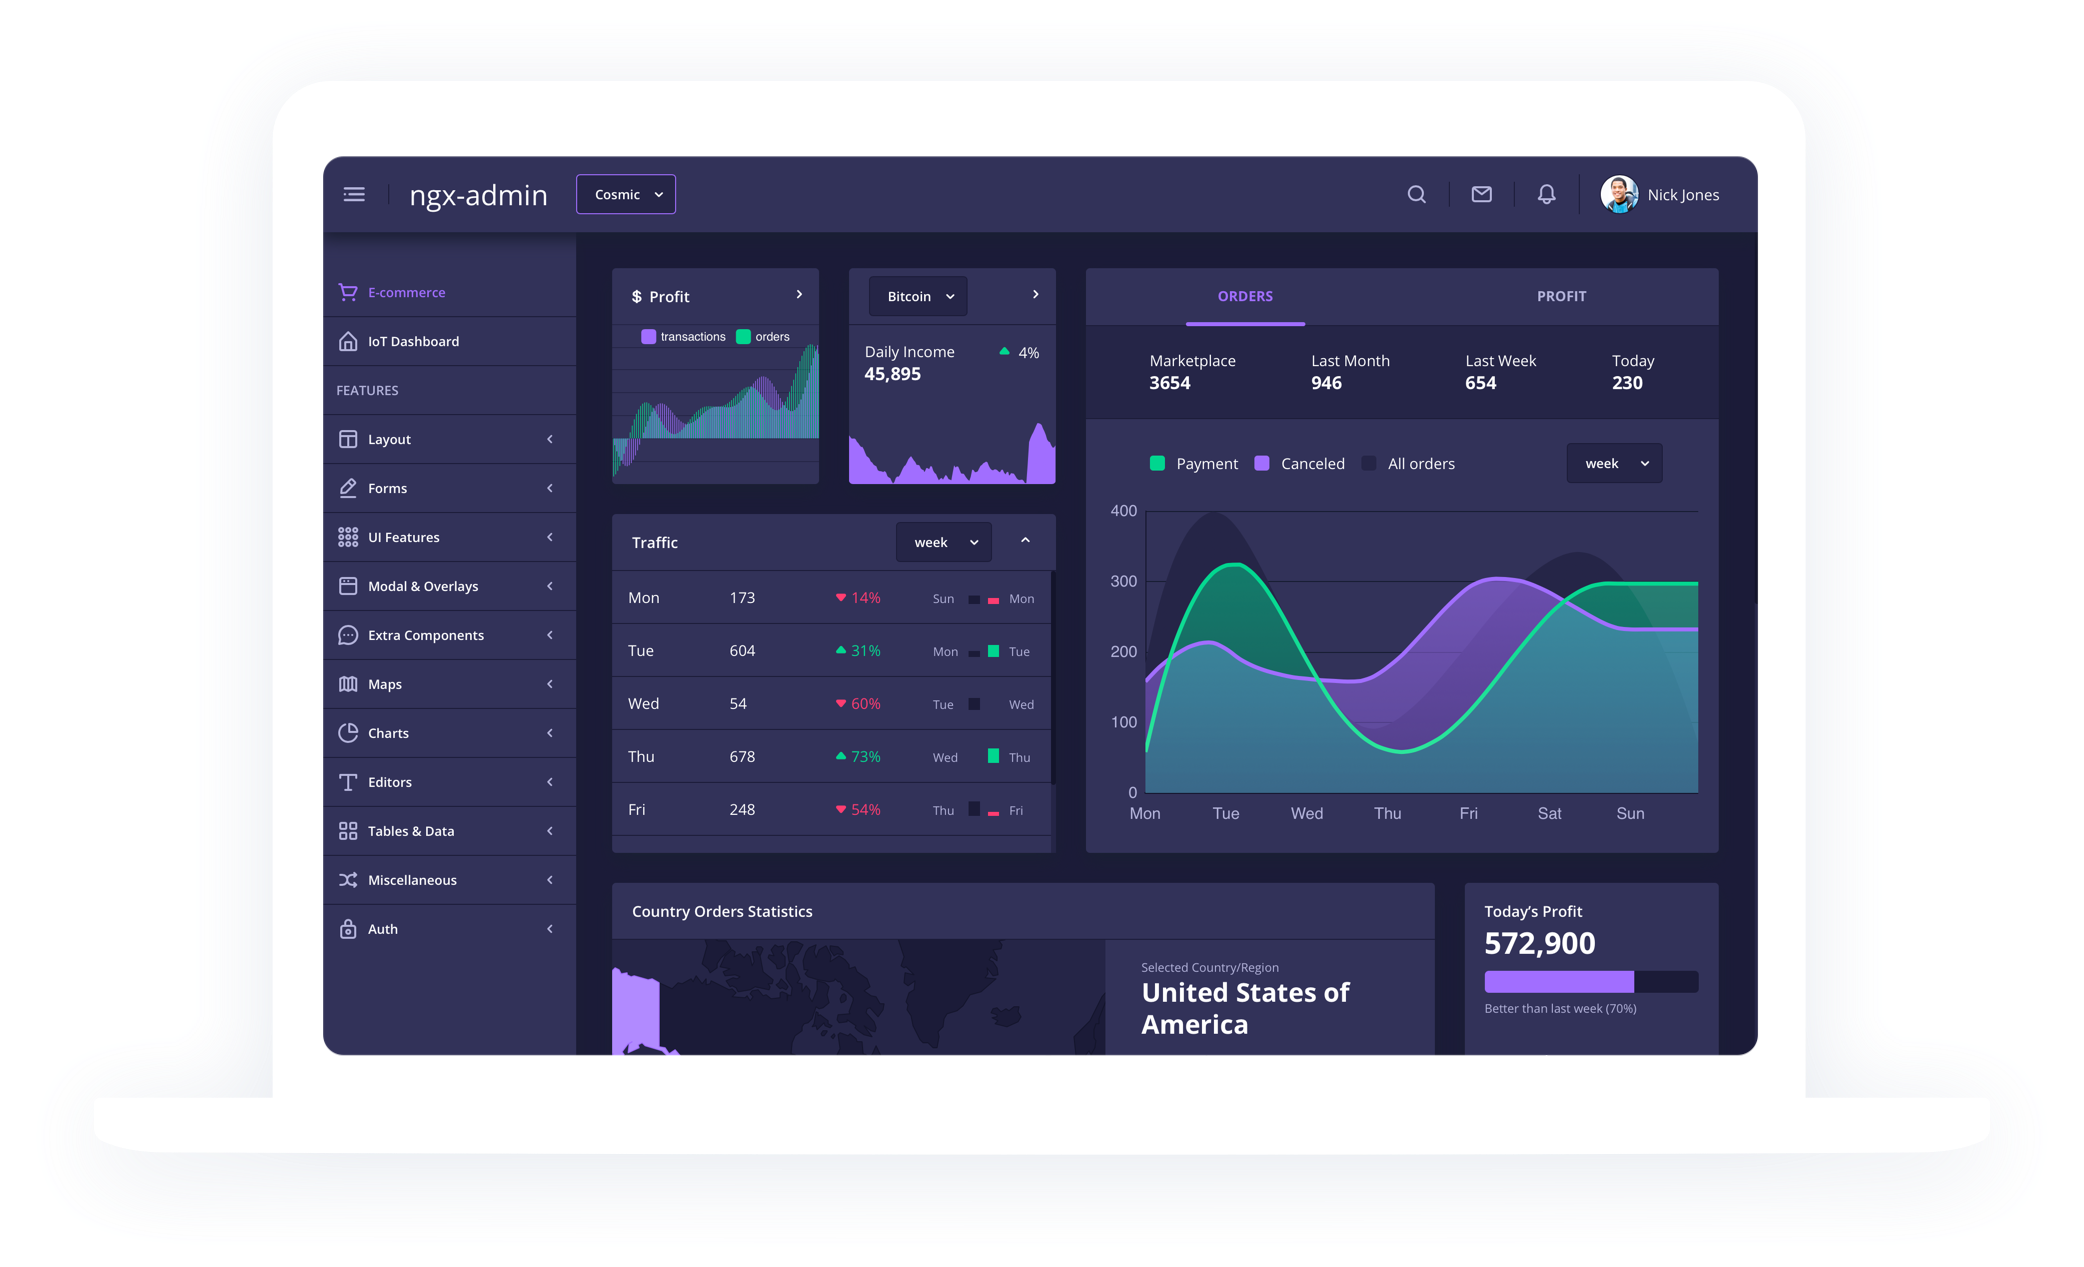 ngx-admin
Cosmic
Nick Jones
E-commerce
IoT Dashboard
FEATURES
Layout
Forms
UI Features
Modal & Overlays
Extra Components
Maps
Charts
Editors
Tables & Data
Miscellaneous
Auth
$ Profit
transactions orders
Bitcoin
Daily Income 4%
45,895
Traffic week
Mon 173 14% Sun Mon
Tue 604 31% Mon Tue
Wed 54 60% Tue Wed
Thu 678 73% Wed Thu
Fri 248 54% Thu Fri
ORDERS PROFIT
Marketplace Last Month Last Week Today
3654 946 654 230
Payment Canceled All orders week
400
300
200
100
0
Mon Tue Wed Thu Fri Sat Sun
Country Orders Statistics
Selected Country/Region
United States of
America
Today’s Profit
572,900
Better than last week (70%)